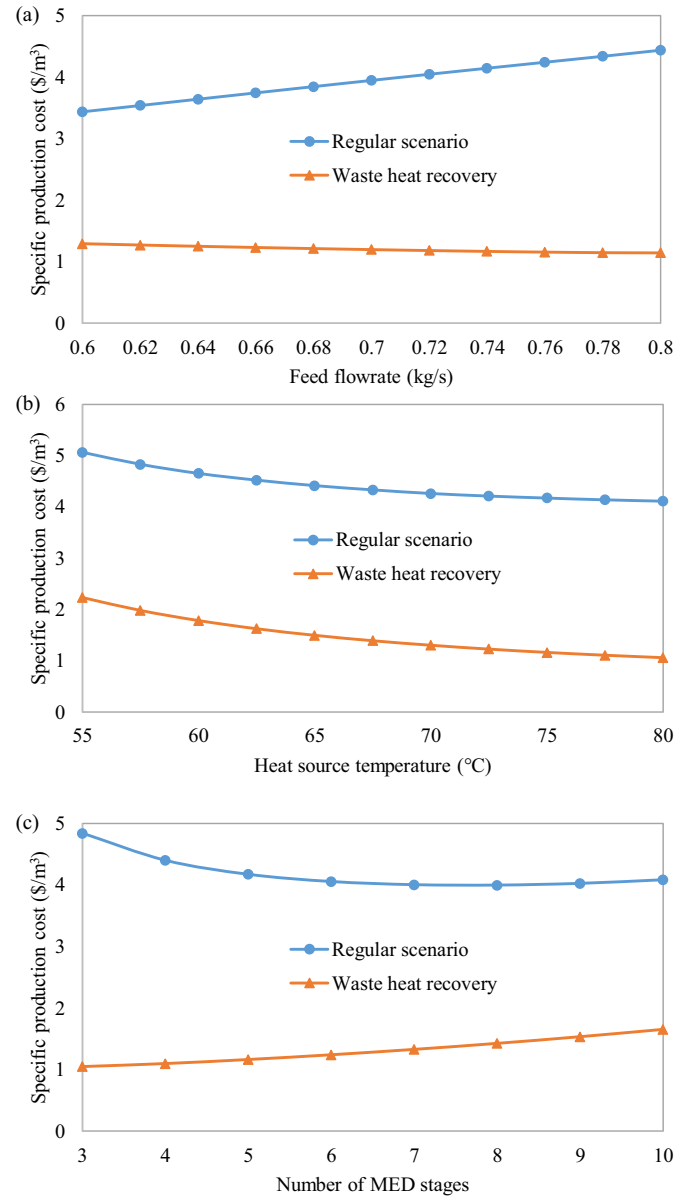 (a)
Specific production cost ($/m³)
5
4
3
2
1
0
Regular scenario
Waste heat recovery
0.6 0.62 0.64 0.66 0.68 0.7 0.72 0.74 0.76 0.78 0.8
Feed flowrate (kg/s)
(b)
Specific production cost ($/m³)
6
5
4
3
2
1
0
Regular scenario
Waste heat recovery
55 60 65 70 75 80
Heat source temperature (°C)
(c)
Specific production cost ($/m³)
5
4
3
2
1
0
Regular scenario
Waste heat recovery
3 4 5 6 7 8 9 10
Number of MED stages